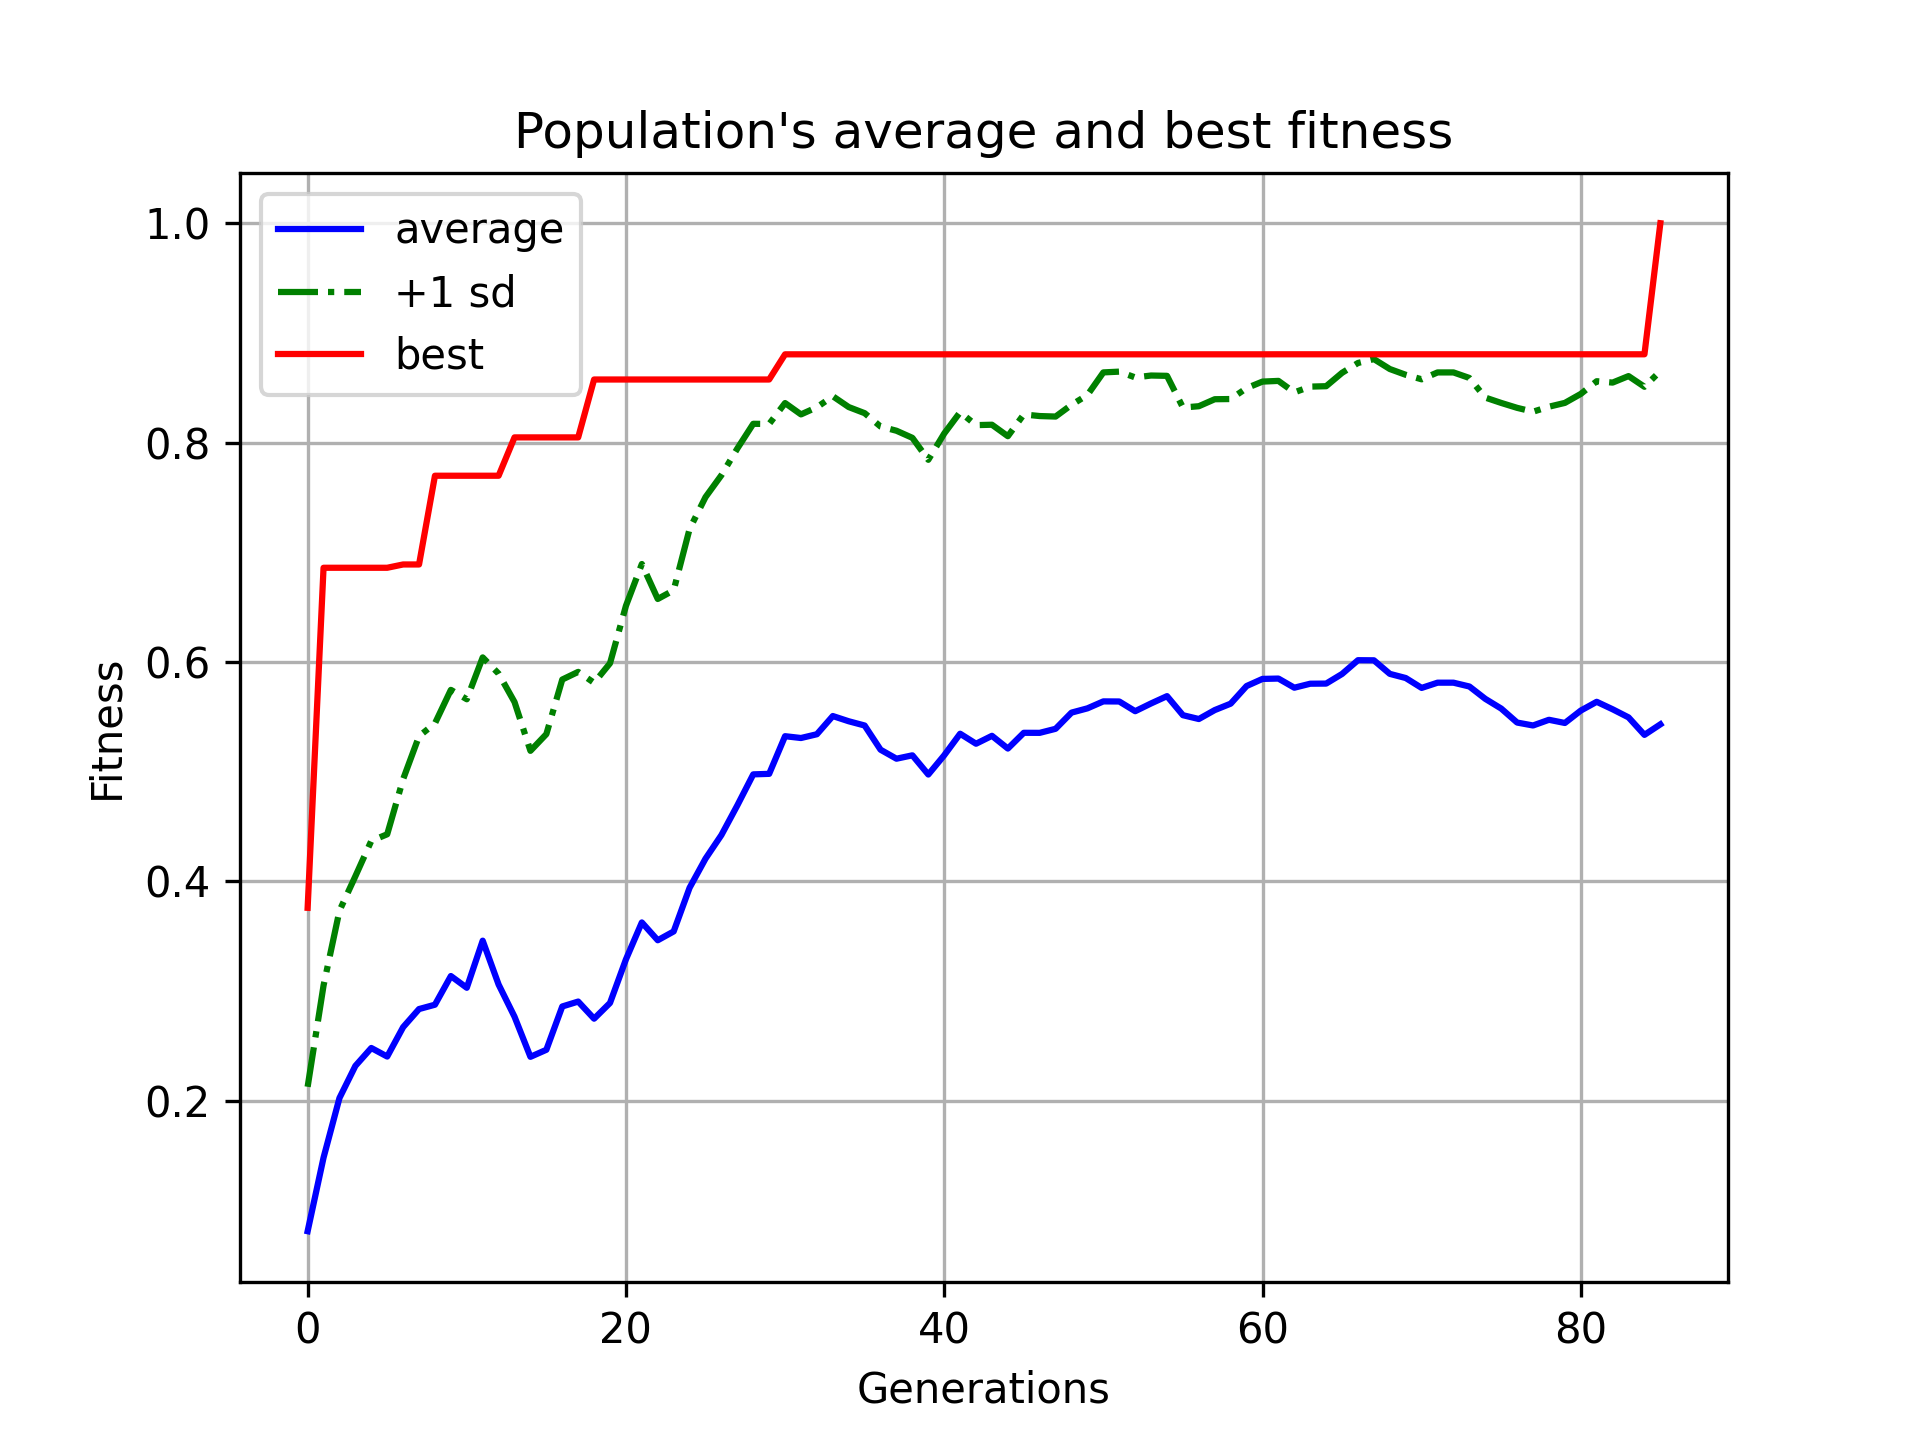 Population's average and best fitness
average
+1 sd
best
1.0
0.8
0.6
0.4
0.2
Fitness
0 20 40 60 80
Generations